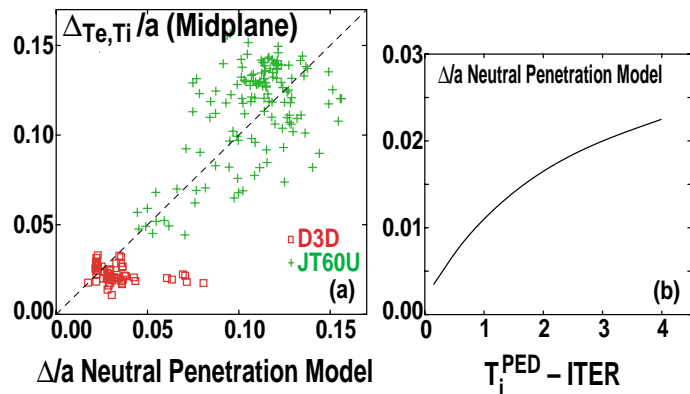 Δ_Te,Ti /a (Midplane)
0.15
0.10
0.05
0.00
0.00
0.05
0.10
0.15
D3D
JT60U
(a)
Δ/a Neutral Penetration Model
0.03
Δ/a Neutral Penetration Model
0.02
0.01
0.00
0
1
2
3
4
(b)
T_i^PED – ITER